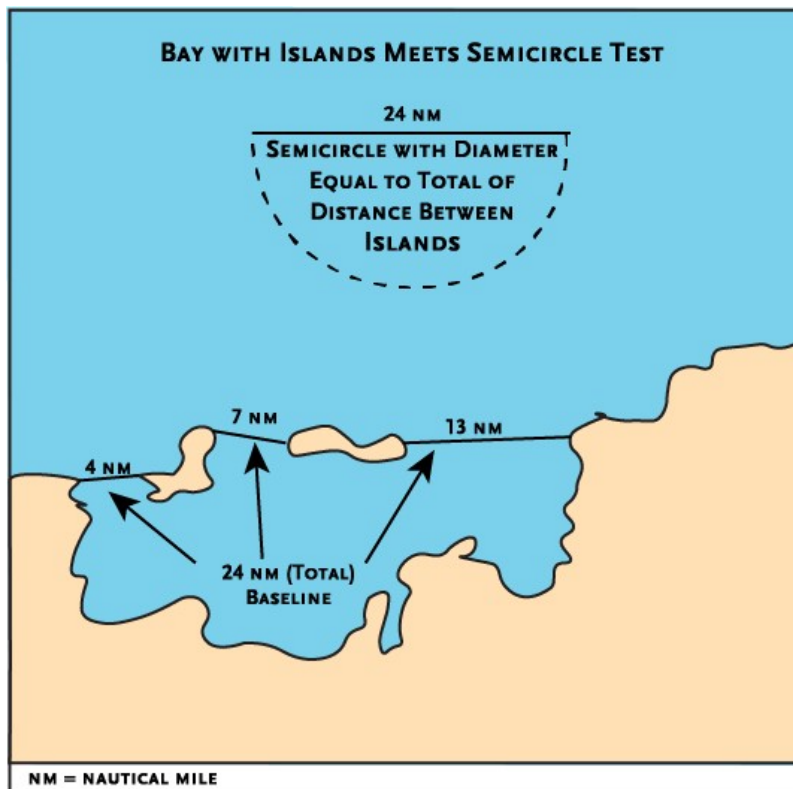 Bay with Islands Meets Semicircle Test
24 NM
Semicircle with Diameter
Equal to Total of
Distance Between
Islands
7 NM
13 NM
4 NM
24 NM (Total)
Baseline
NM = NAUTICAL MILE